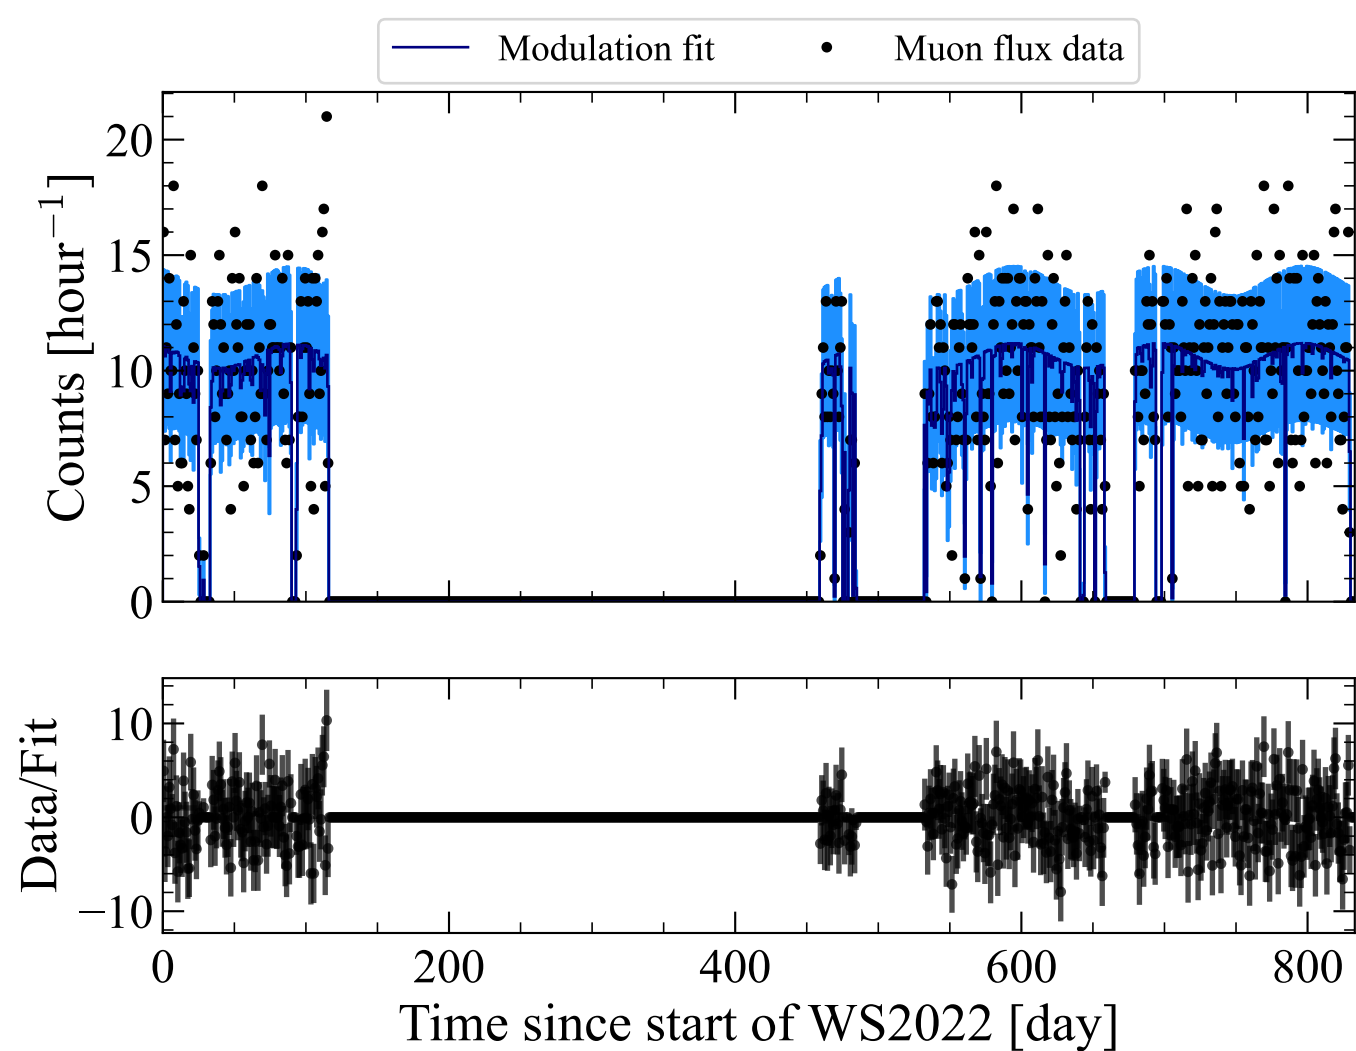 Modulation fit Muon flux data
20
15
10
5
0
Counts [hour⁻¹]
10
0
−10
Data/Fit
0 200 400 600 800
Time since start of WS2022 [day]